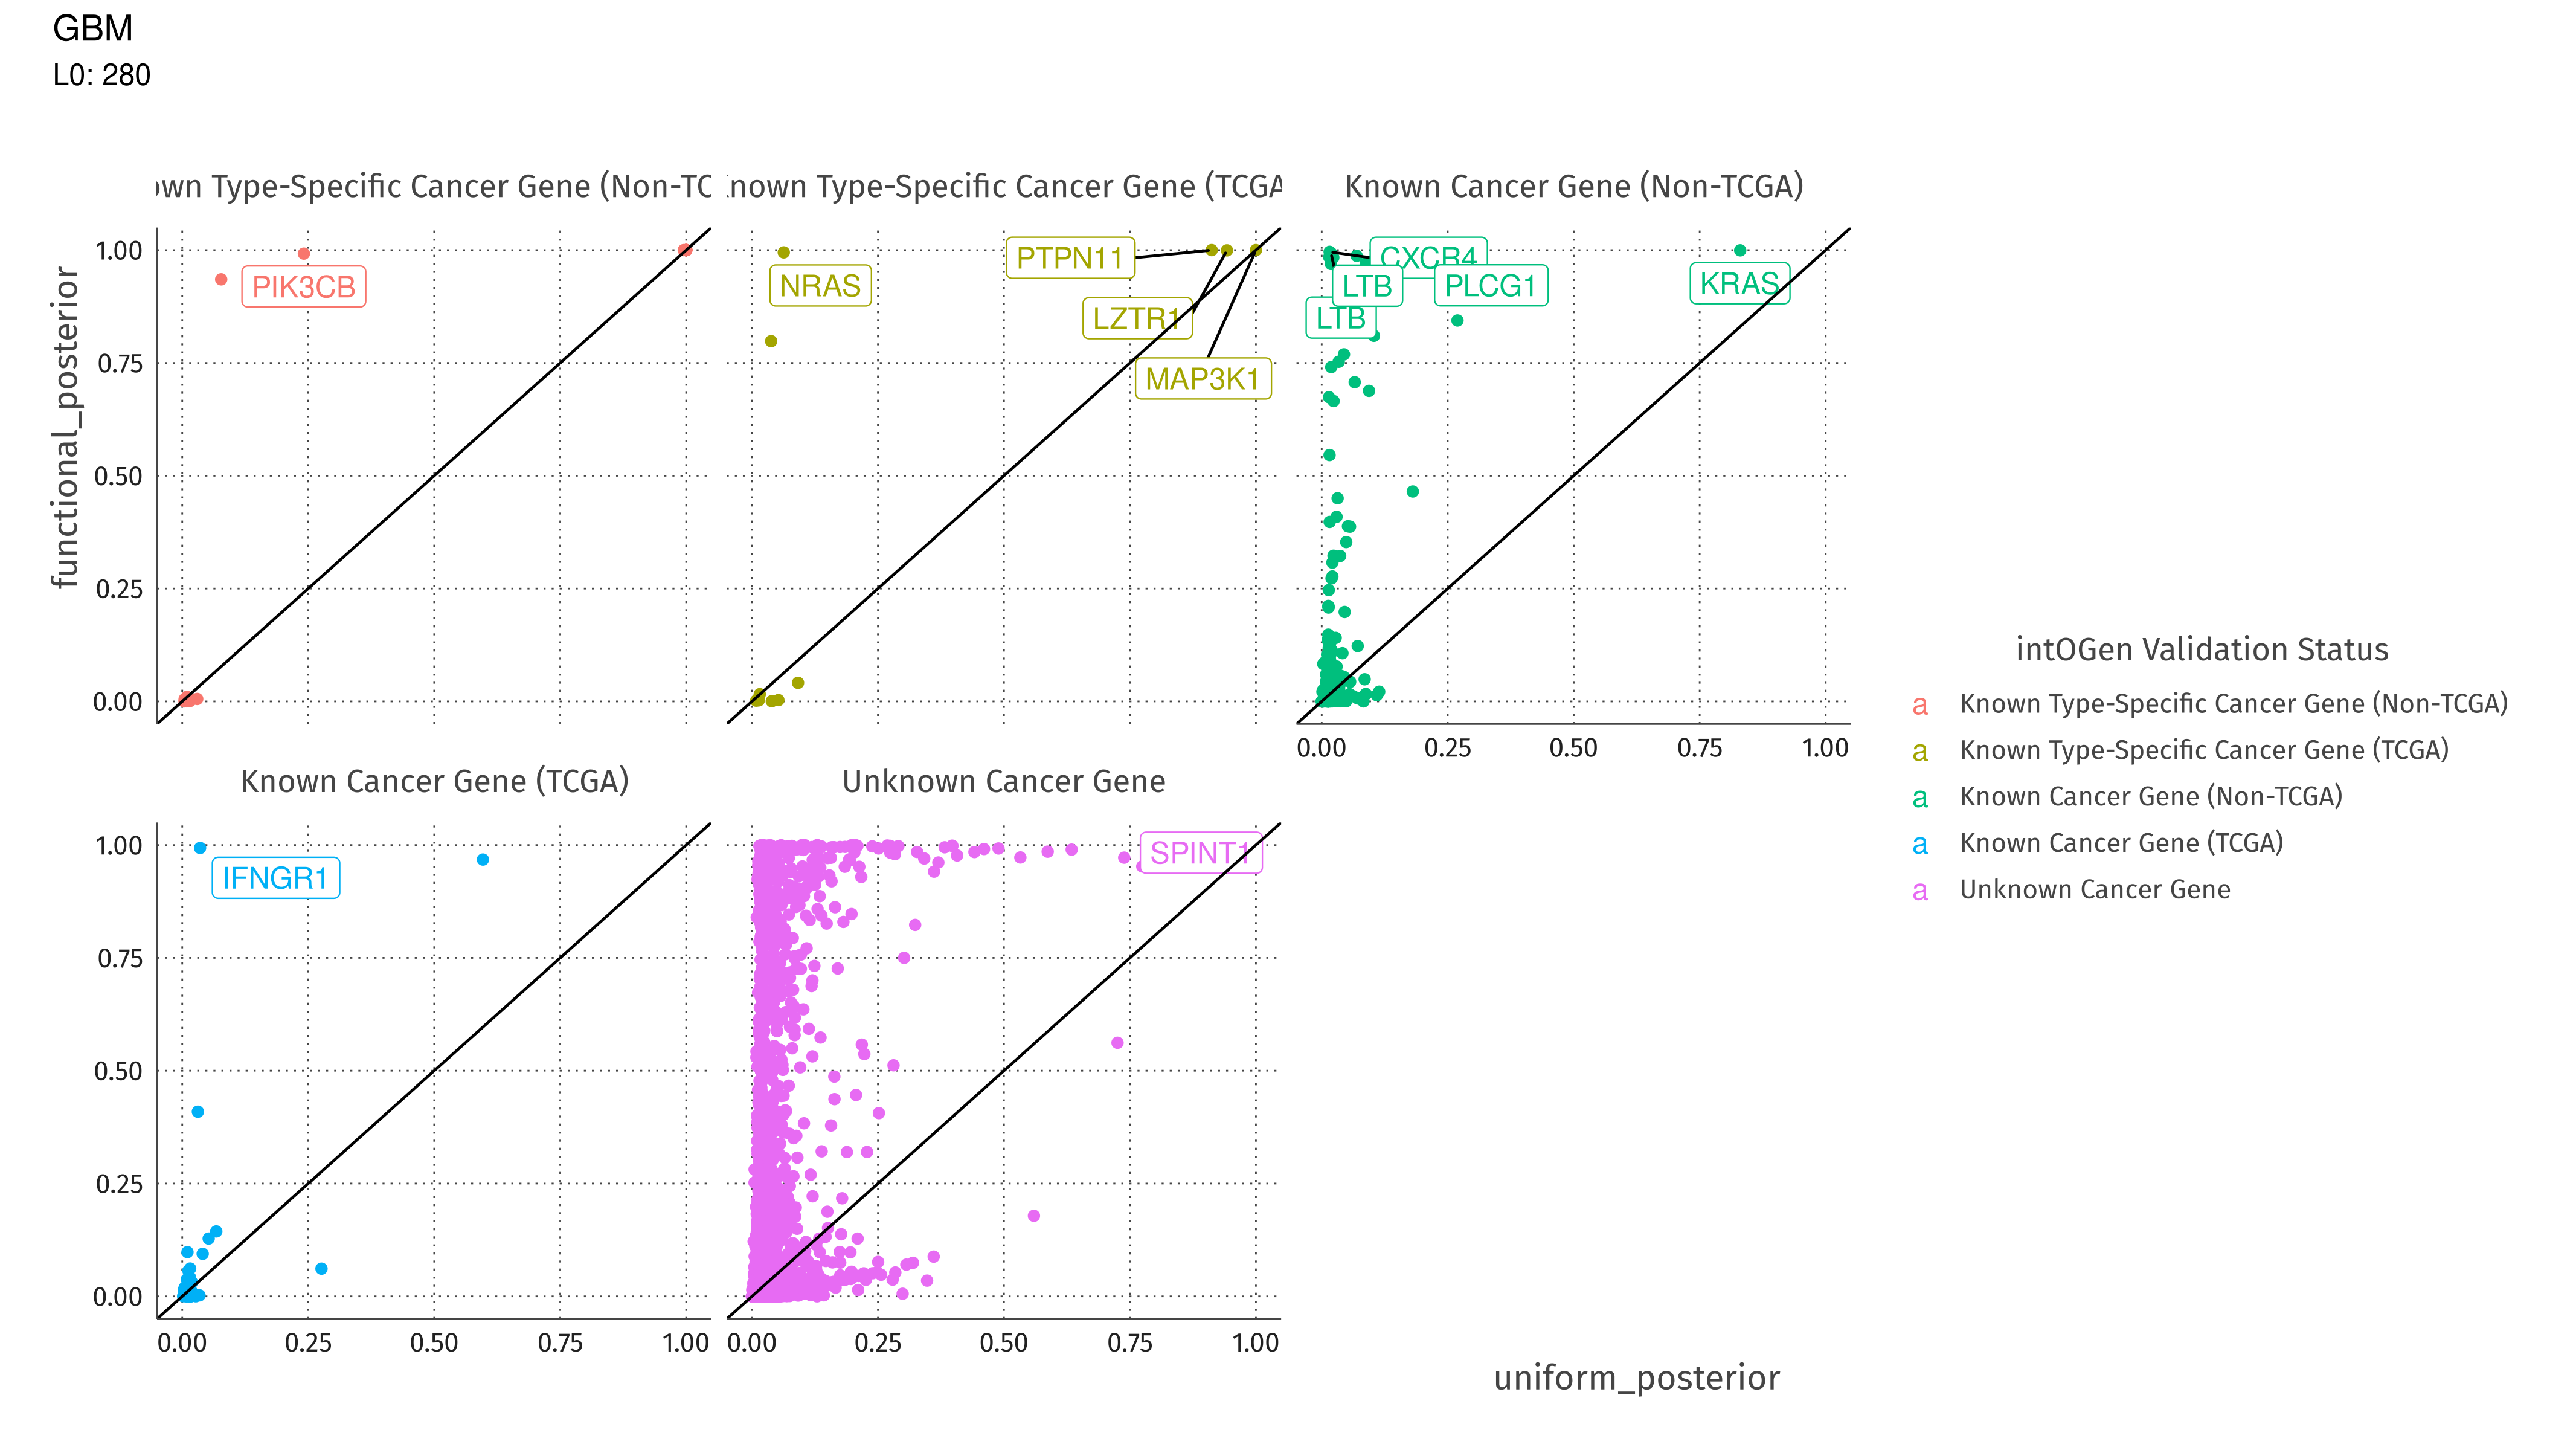 GBM
L0: 280
own Type-Specific Cancer Gene (Non-TC
Known Type-Specific Cancer Gene (TCGA
Known Cancer Gene (Non-TCGA)
functional_posterior
1.00
0.75
0.50
0.25
0.00
PIK3CB
NRAS
PTPN11
LZTR1
MAP3K1
CXCR4
LTB
PLCG1
LTB
KRAS
0.00 0.25 0.50 0.75 1.00
Known Cancer Gene (TCGA)
Unknown Cancer Gene
1.00
0.75
0.50
0.25
0.00
IFNGR1
SPINT1
0.00 0.25 0.50 0.75 1.00
0.00 0.25 0.50 0.75 1.00
uniform_posterior
intOGen Validation Status
a Known Type-Specific Cancer Gene (Non-TCGA)
a Known Type-Specific Cancer Gene (TCGA)
a Known Cancer Gene (Non-TCGA)
a Known Cancer Gene (TCGA)
a Unknown Cancer Gene